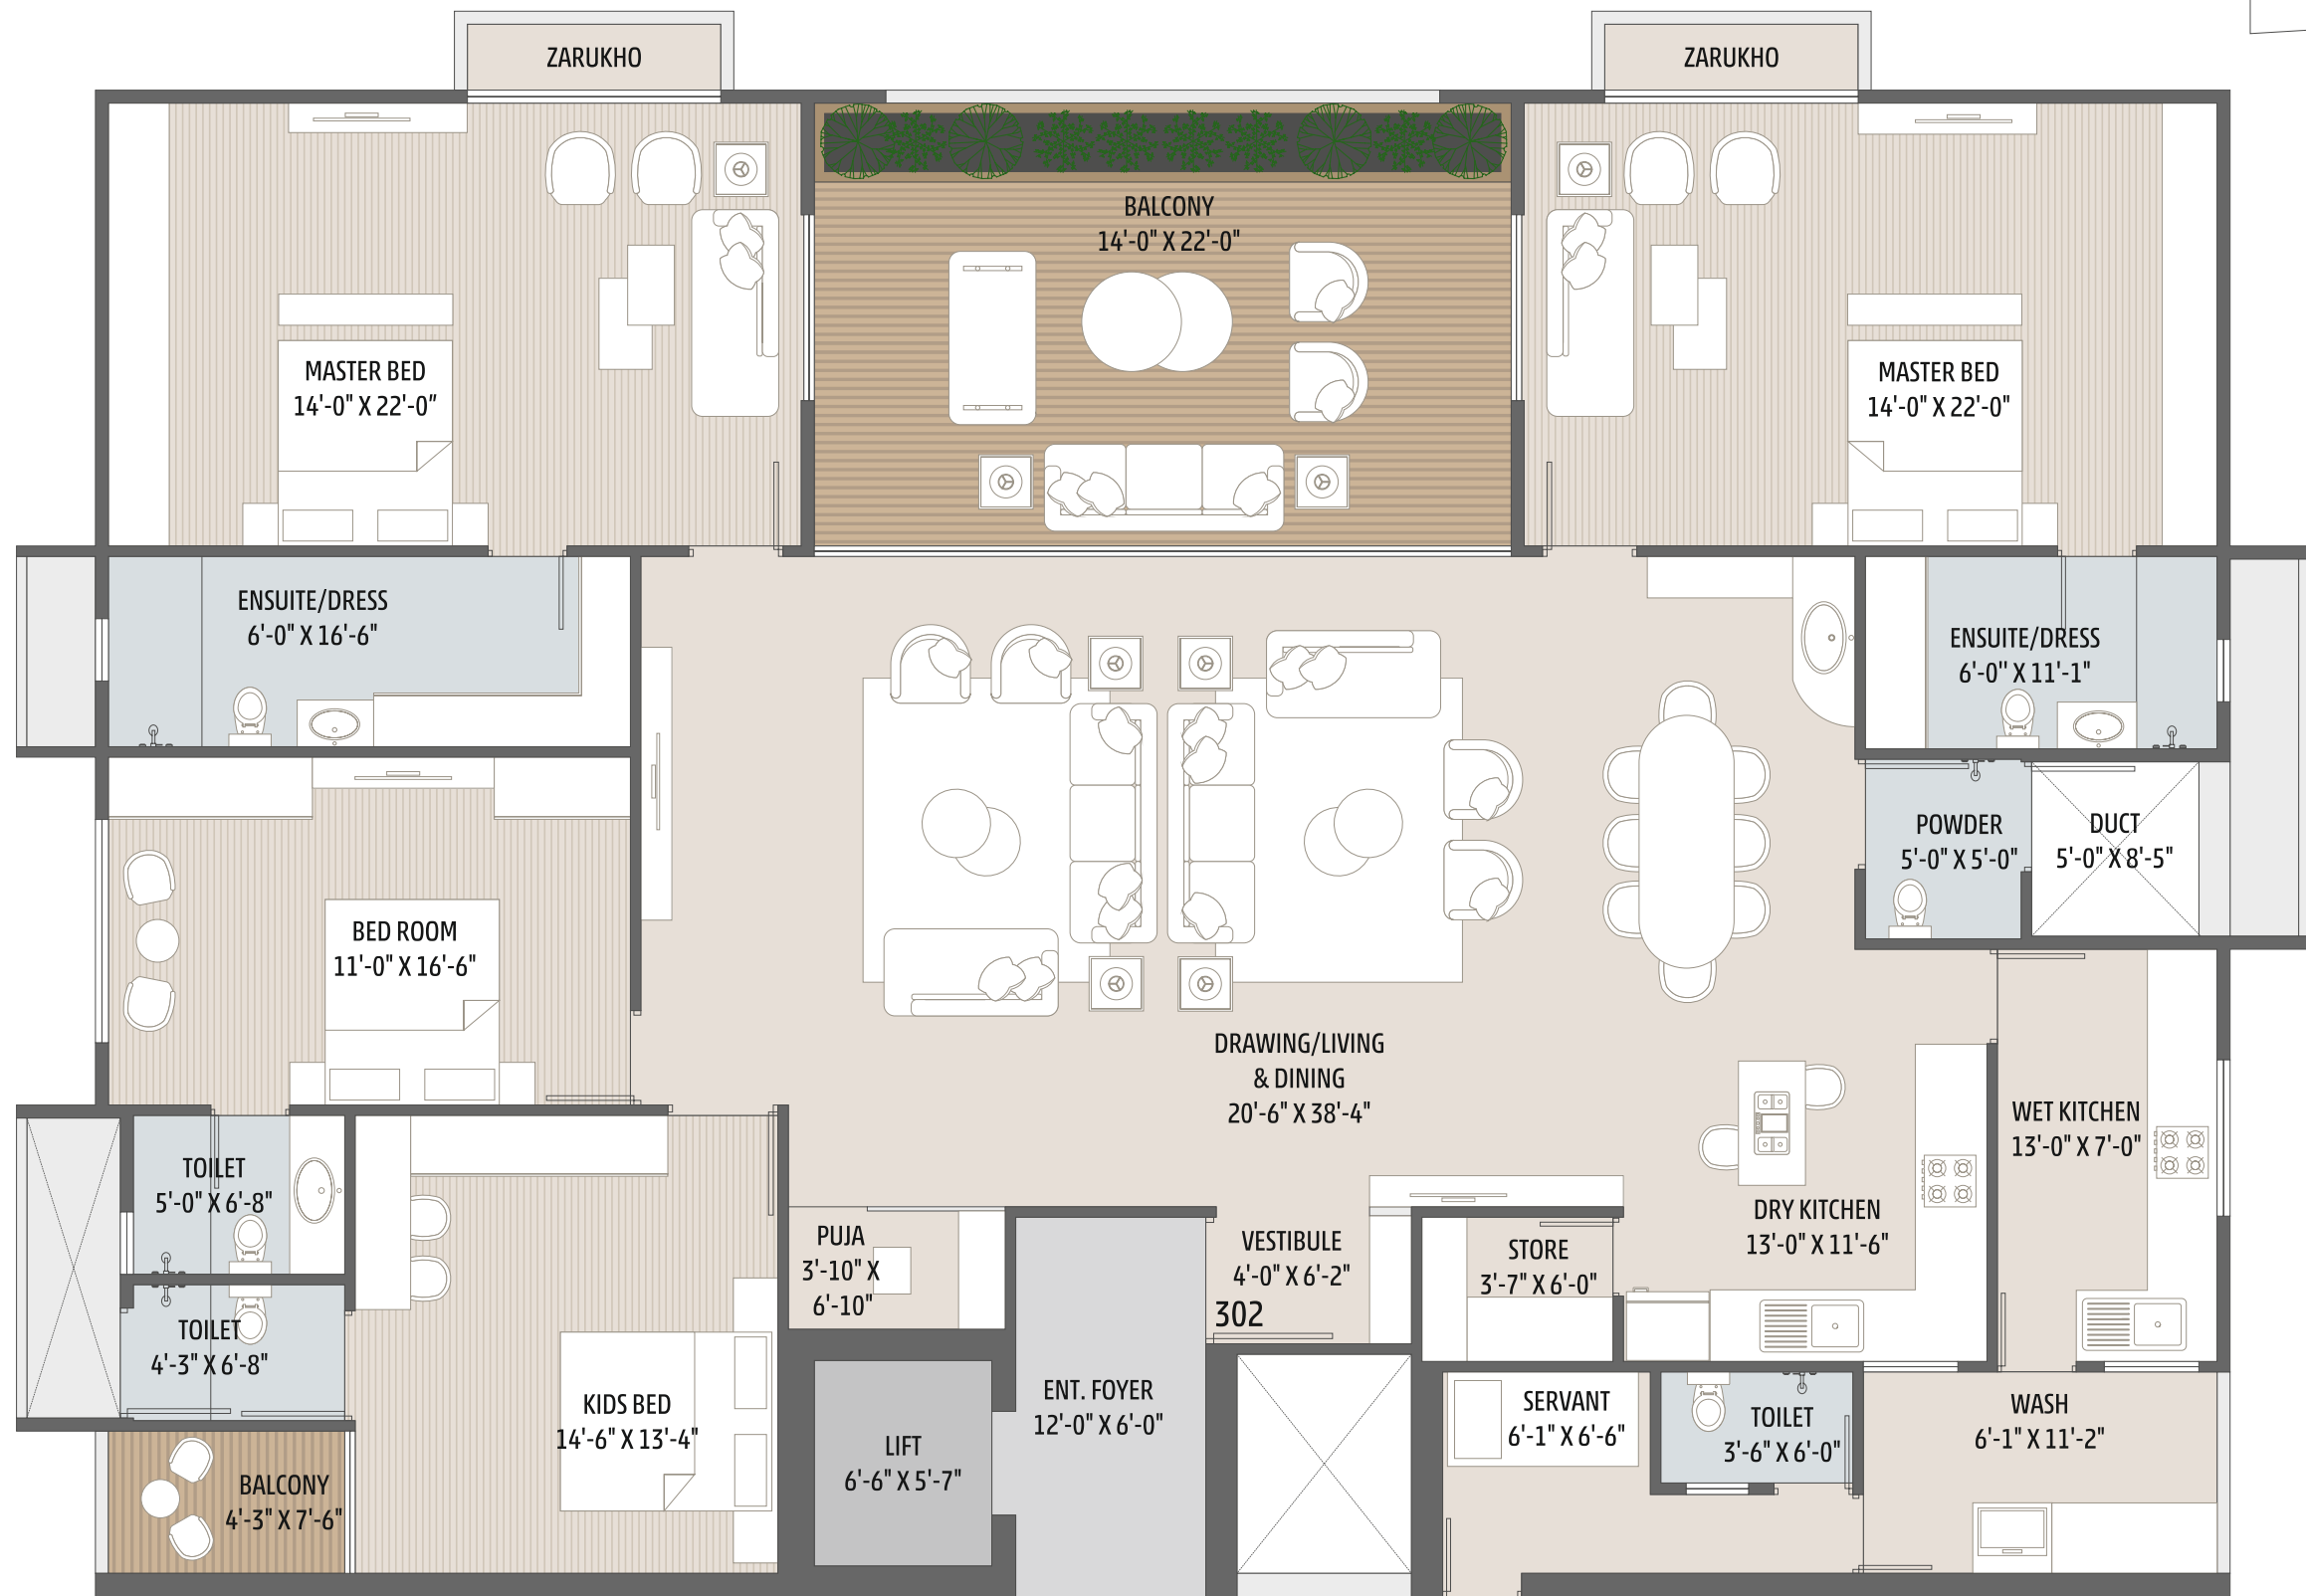 ZARUKHO
ZARUKHO
BALCONY
14'-0" X 22'-0"
MASTER BED
14'-0" X 22'-0"
MASTER BED
14'-0" X 22'-0"
ENSUITE/DRESS
6'-0" X 16'-6"
ENSUITE/DRESS
6'-0" X 11'-1"
POWDER
5'-0" X 5'-0"
DUCT
5'-0" X 8'-5"
BED ROOM
11'-0" X 16'-6"
DRAWING/LIVING
& DINING
20'-6" X 38'-4"
WET KITCHEN
13'-0" X 7'-0"
TOILET
5'-0" X 6'-8"
DRY KITCHEN
13'-0" X 11'-6"
PUJA
3'-10" X
6'-10"
VESTIBULE
4'-0" X 6'-2"
302
STORE
3'-7" X 6'-0"
TOILET
4'-3" X 6'-8"
KIDS BED
14'-6" X 13'-4"
ENT. FOYER
12'-0" X 6'-0"
LIFT
6'-6" X 5'-7"
SERVANT
6'-1" X 6'-6"
TOILET
3'-6" X 6'-0"
WASH
6'-1" X 11'-2"
BALCONY
4'-3" X 7'-6"